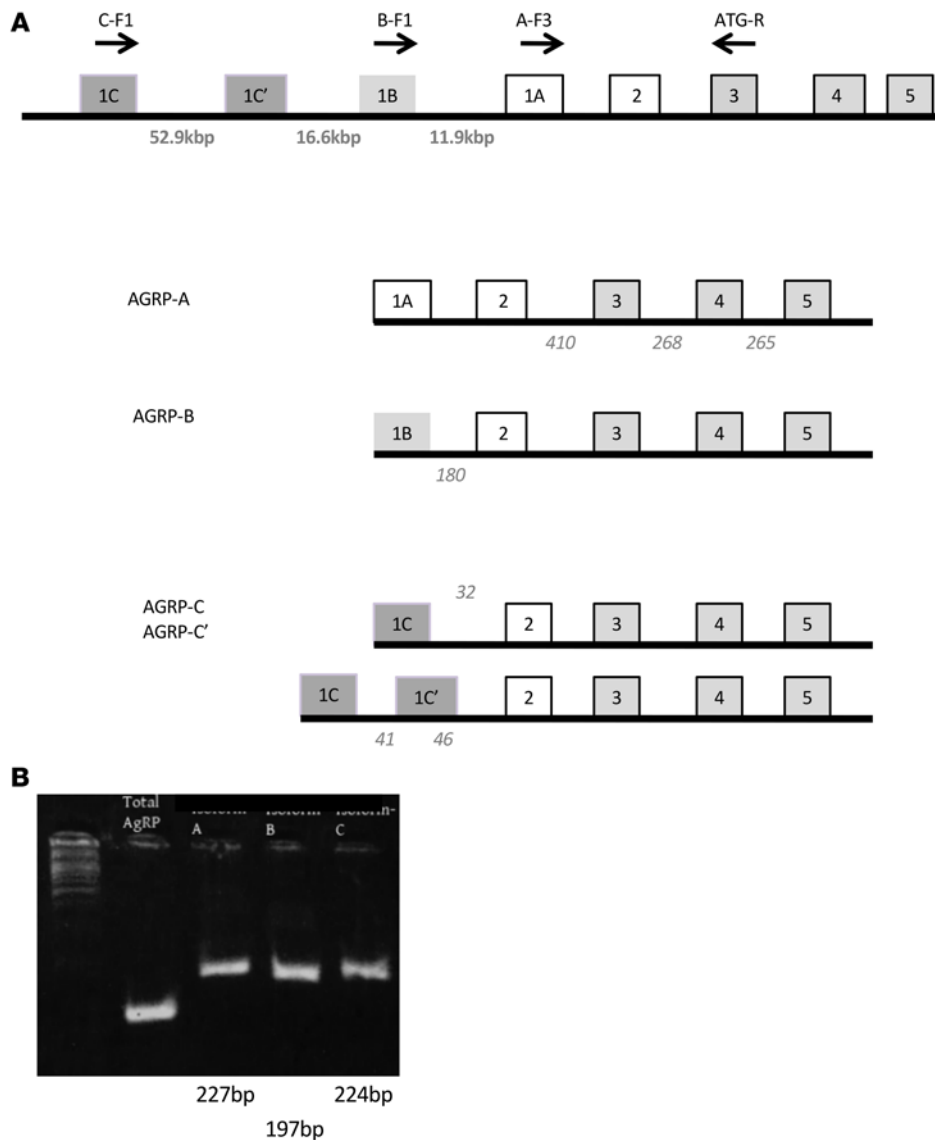 A
C-F1 B-F1 A-F3 ATG-R
1C 1C' 1B 1A 2 3 4 5
52.9kbp 16.6kbp 11.9kbp
AGRP-A
1A 2 3 4 5
410 268 265
AGRP-B
1B 2 3 4 5
180
32
AGRP-C
AGRP-C'
1C 2 3 4 5
1C 1C' 2 3 4 5
41 46
B
Total
AgRP
A B C
227bp 224bp
197bp